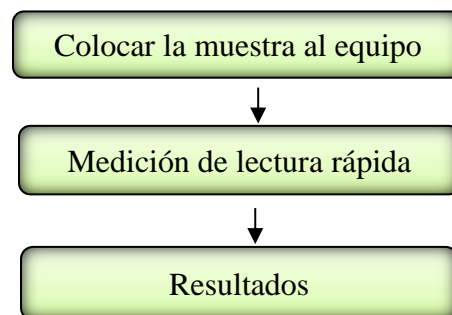 Colocar la muestra al equipo
Medición de lectura rápida
Resultados